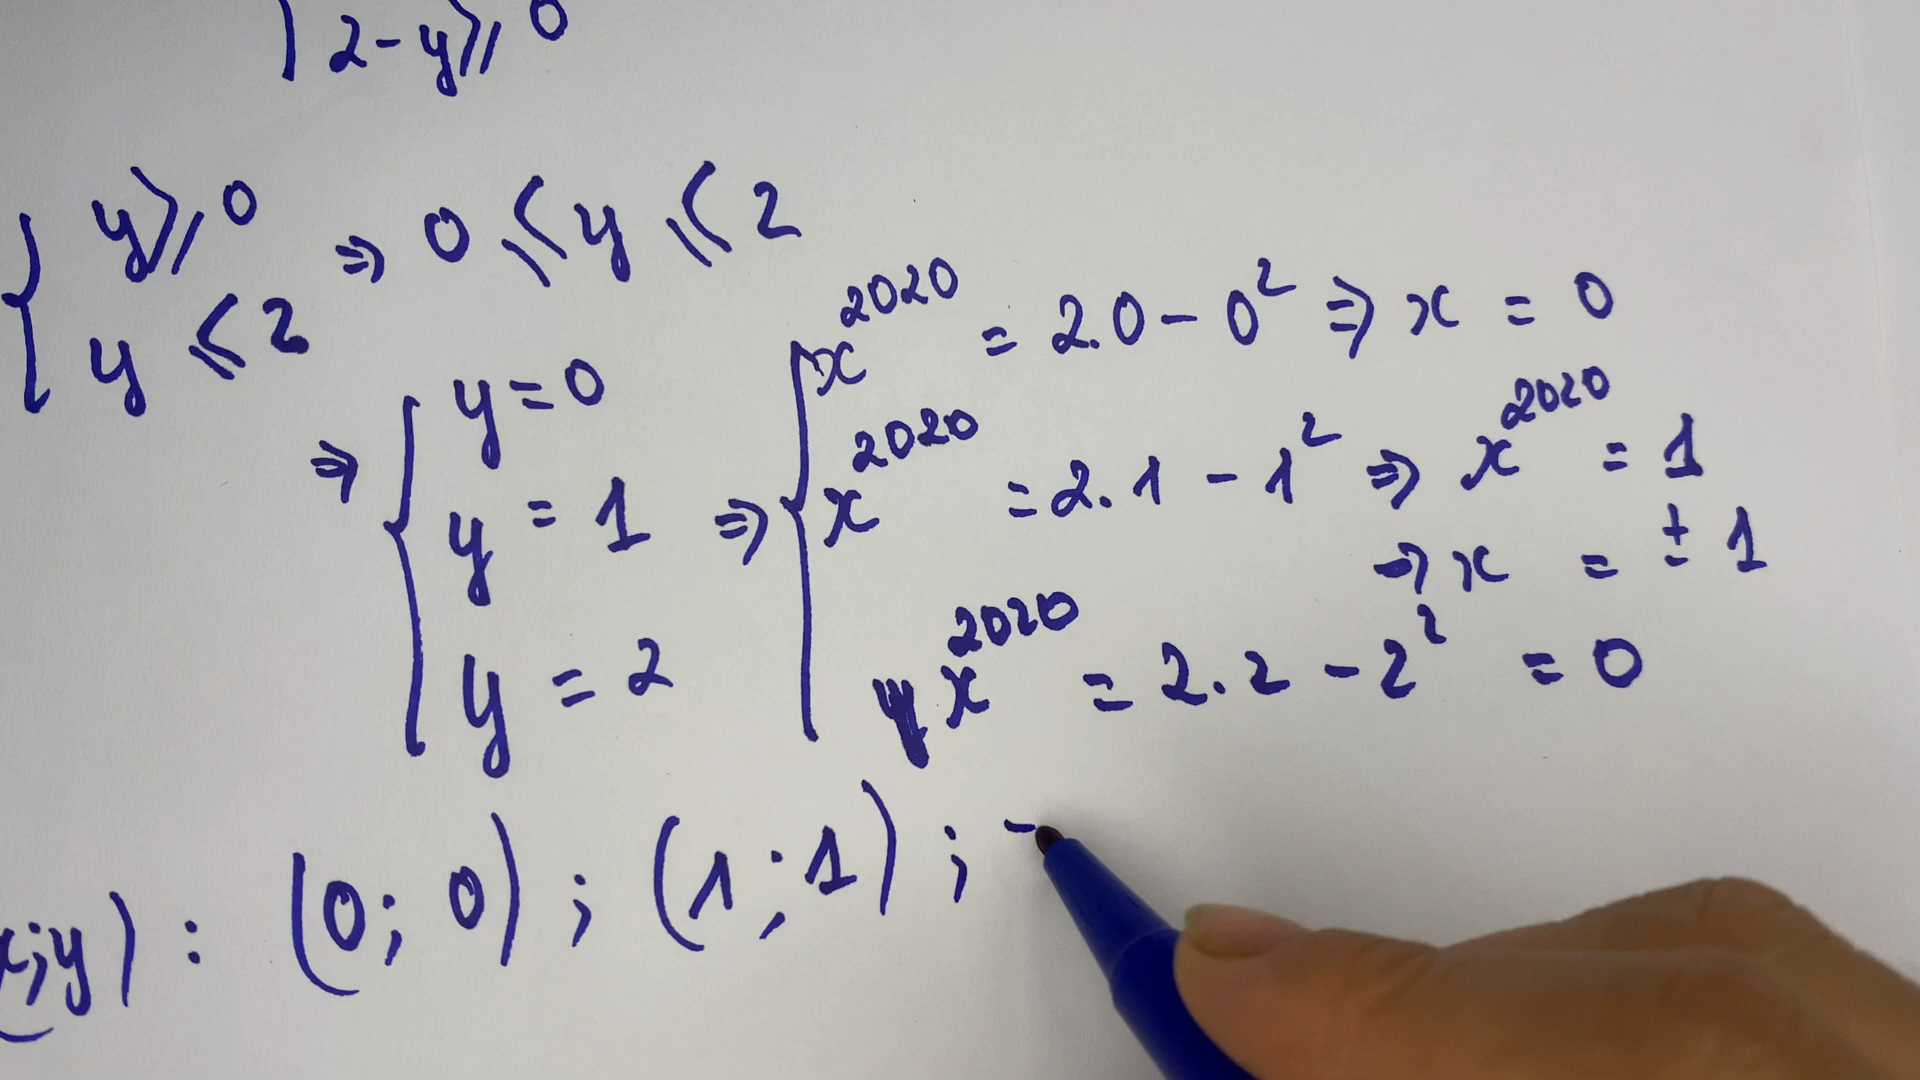 2 - y ⩾ 0
y ⩾ 0
y ⩽ 2
⇒ 0 ⩽ y ⩽ 2
⇒ y = 0
y = 1
y = 2
⇒ x^2020 = 2.0 - 0^2 ⇒ x = 0
x^2020 = 2.1 - 1^2 ⇒ x^2020 = 1
⇒ x = ± 1
x^2020 = 2.2 - 2^2 = 0
x;y) : (0; 0) ; (1;1) ; -